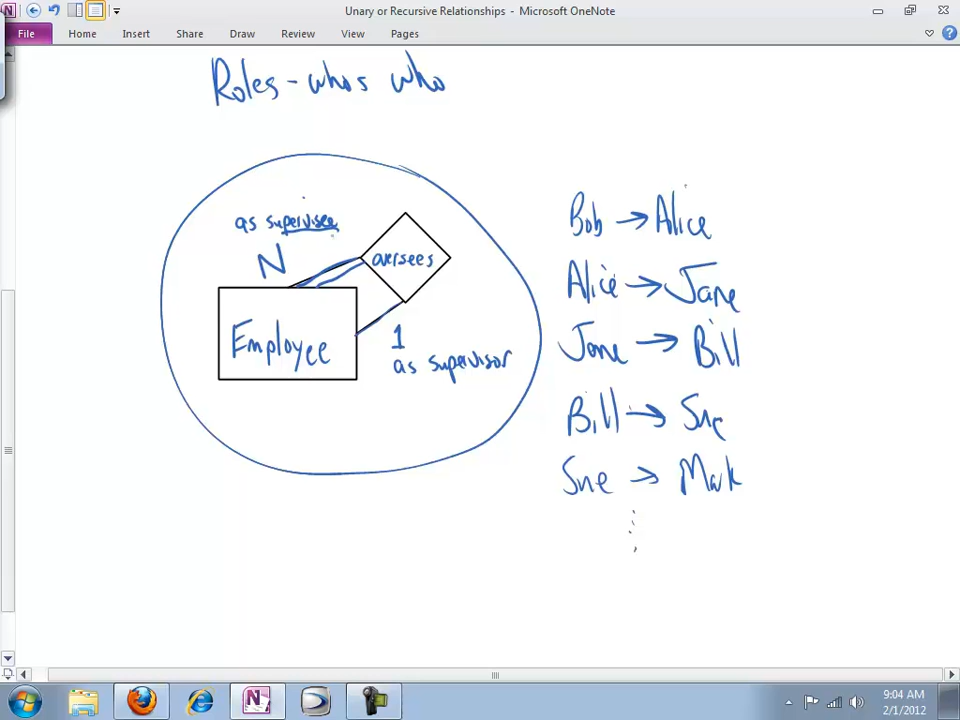 Unary or Recursive Relationships - Microsoft OneNote
File Home Insert Share Draw Review View Pages
Roles - whos who
as supervisee
N
oversees
Employee
1
as supervisor
Bob → Alice
Alice → Jane
Jane → Bill
Bill → Sue
Sue → Mark
9:04 AM
2/1/2012